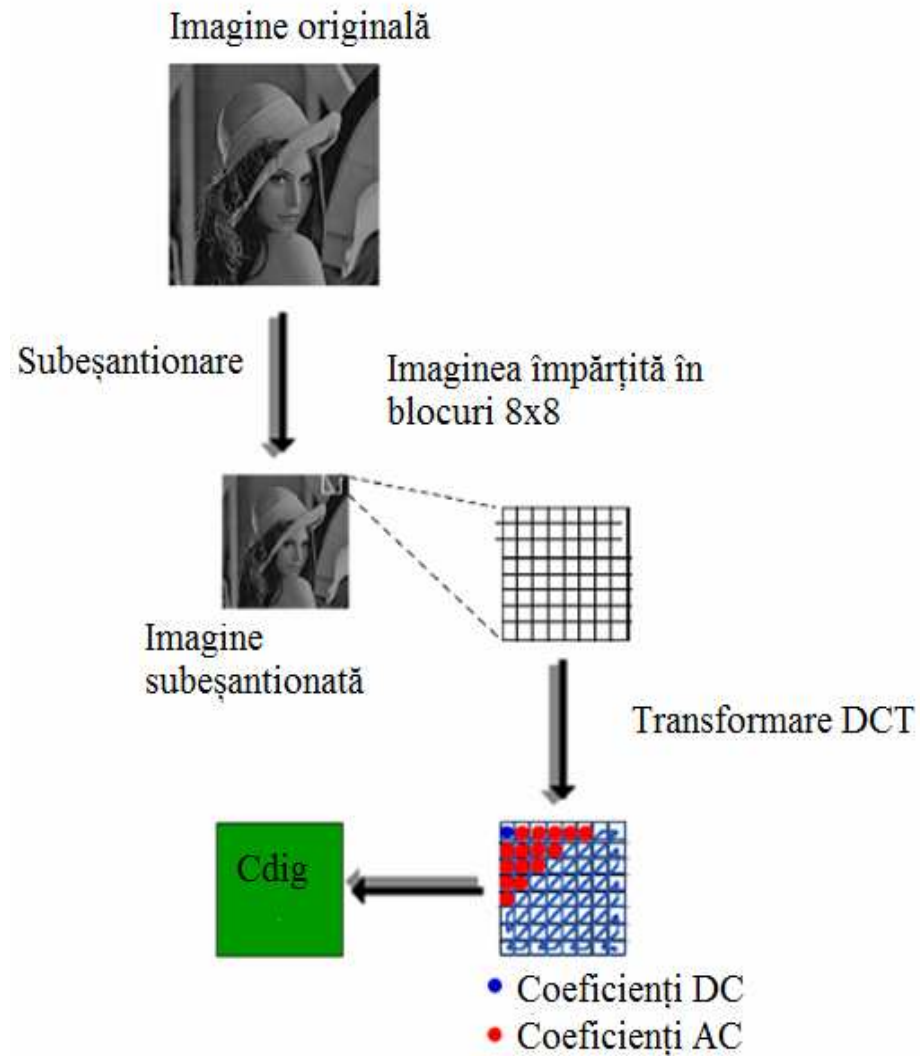 Imagine originală
Subeșantionare
Imaginea împărțită în
blocuri 8x8
Imagine
subeșantionată
Transformare DCT
Cdig
Coeficienți DC
Coeficienți AC